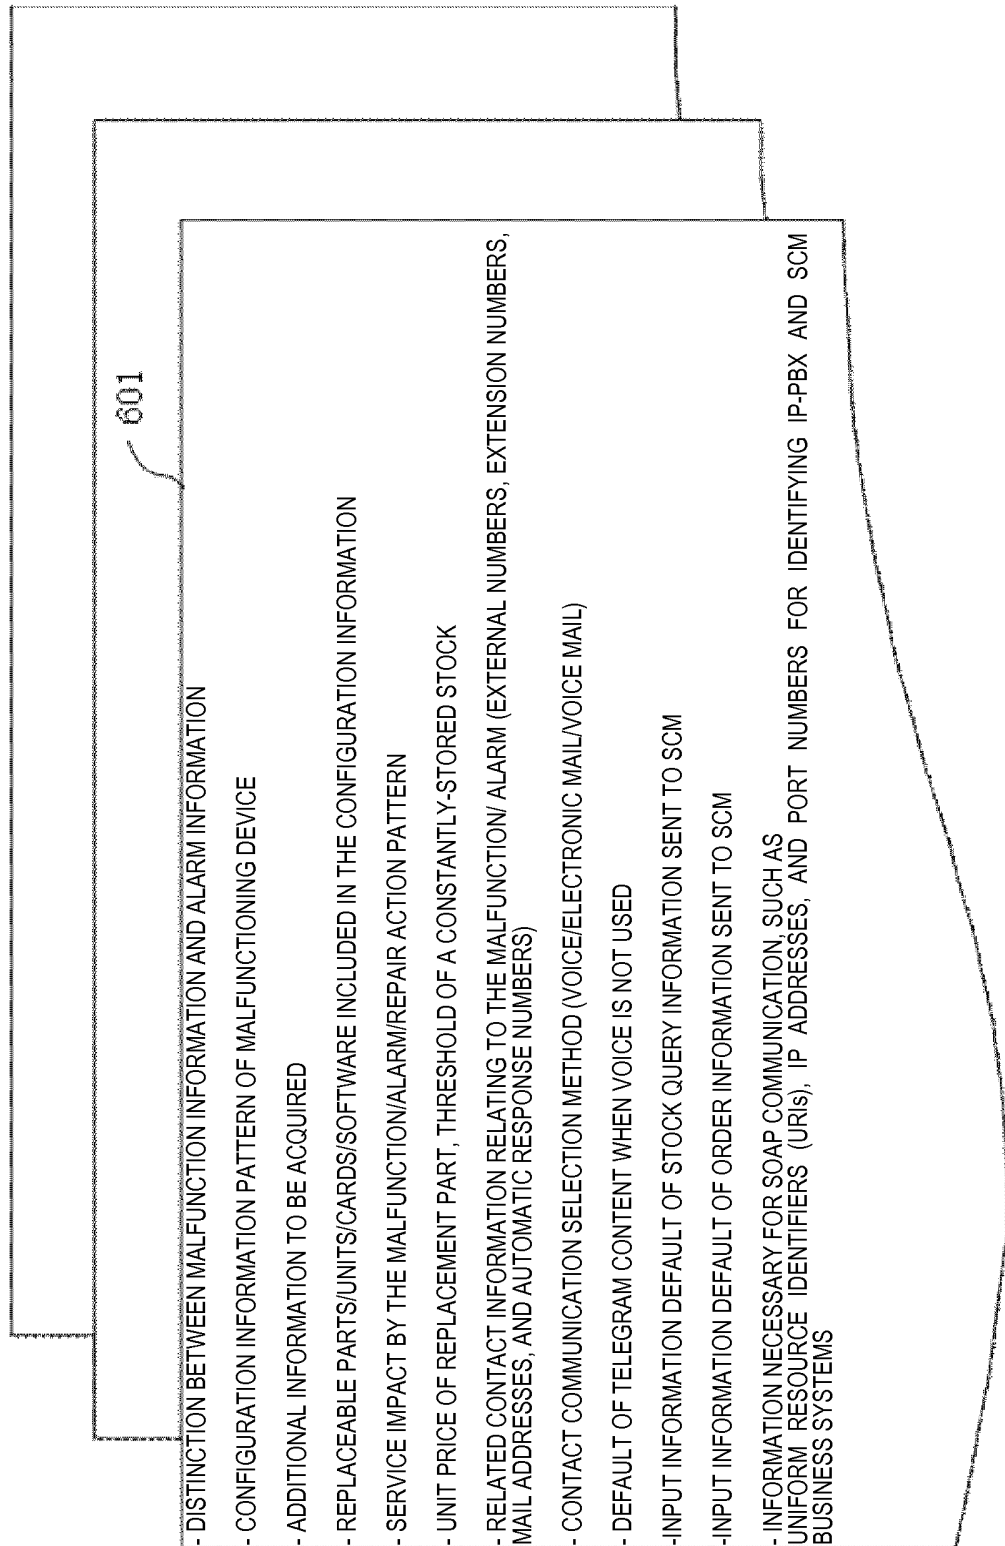 601
- DISTINCTION BETWEEN MALFUNCTION INFORMATION AND ALARM INFORMATION
- CONFIGURATION INFORMATION PATTERN OF MALFUNCTIONING DEVICE
- ADDITIONAL INFORMATION TO BE ACQUIRED
- REPLACEABLE PARTS/UNITS/CARDS/SOFTWARE INCLUDED IN THE CONFIGURATION INFORMATION
- SERVICE IMPACT BY THE MALFUNCTION/ALARM/REPAIR ACTION PATTERN
- UNIT PRICE OF REPLACEMENT PART, THRESHOLD OF A CONSTANTLY-STORED STOCK
- RELATED CONTACT INFORMATION RELATING TO THE MALFUNCTION/ ALARM (EXTERNAL NUMBERS, EXTENSION NUMBERS,
MAIL ADDRESSES, AND AUTOMATIC RESPONSE NUMBERS)
- CONTACT COMMUNICATION SELECTION METHOD (VOICE/ELECTRONIC MAIL/VOICE MAIL)
- DEFAULT OF TELEGRAM CONTENT WHEN VOICE IS NOT USED
-INPUT INFORMATION DEFAULT OF STOCK QUERY INFORMATION SENT TO SCM
-INPUT INFORMATION DEFAULT OF ORDER INFORMATION SENT TO SCM
- INFORMATION NECESSARY FOR SOAP COMMUNICATION, SUCH AS
UNIFORM RESOURCE IDENTIFIERS (URIs), IP ADDRESSES, AND PORT NUMBERS FOR IDENTIFYING IP-PBX AND SCM
BUSINESS SYSTEMS